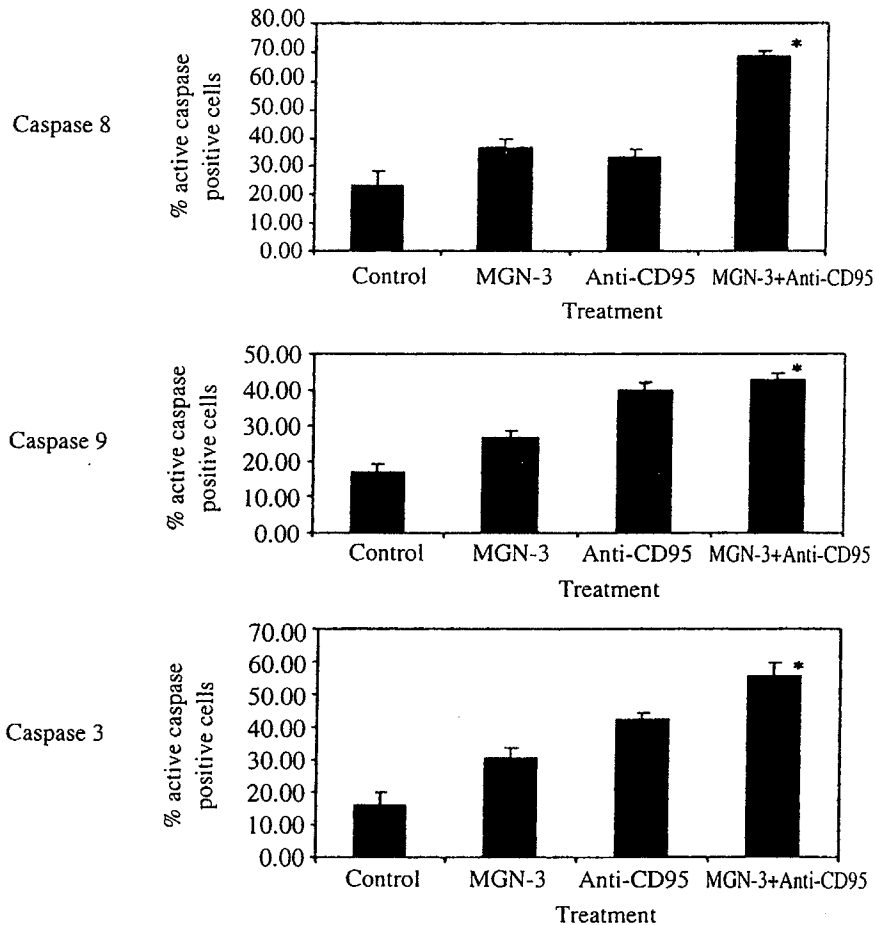 Caspase 8
% active caspase
positive cells
80.00
70.00
60.00
50.00
40.00
30.00
20.00
10.00
0.00
*
Control MGN-3 Anti-CD95 MGN-3+Anti-CD95
Treatment
Caspase 9
% active caspase
positive cells
50.00
40.00
30.00
20.00
10.00
0.00
*
Control MGN-3 Anti-CD95 MGN-3+Anti-CD95
Treatment
Caspase 3
% active caspase
positive cells
70.00
60.00
50.00
40.00
30.00
20.00
10.00
0.00
*
Control MGN-3 Anti-CD95 MGN-3+Anti-CD95
Treatment